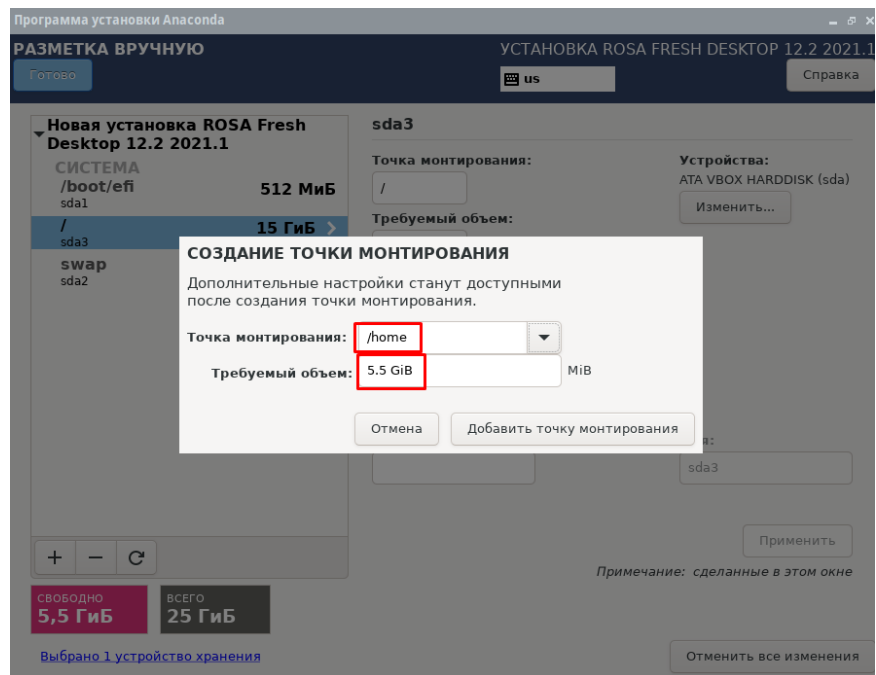 Программа установки Anaconda
РАЗМЕТКА ВРУЧНУЮ
УСТАНОВКА ROSA FRESH DESKTOP 12.2 2021.1
Готово
us
Справка
Новая установка ROSA Fresh
Desktop 12.2 2021.1
СИСТЕМА
/boot/efi
512 МиБ
sda1
/
15 ГиБ
sda3
swap
sda2
sda3
Точка монтирования:
/
Требуемый объем:
Устройства:
ATA VBOX HARDDISK (sda)
Изменить...
СОЗДАНИЕ ТОЧКИ МОНТИРОВАНИЯ
Дополнительные настройки станут доступными
после создания точки монтирования.
Точка монтирования:
/home
Требуемый объем:
5.5 GiB
MiB
Отмена
Добавить точку монтирования
sda3
Применить
Примечание: сделанные в этом окне
+ −
СВОБОДНО
5,5 ГиБ
ВСЕГО
25 ГиБ
Выбрано 1 устройство хранения
Отменить все изменения